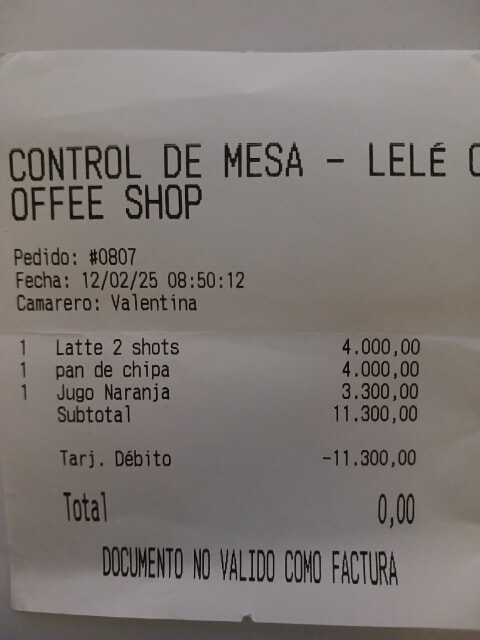 CONTROL DE MESA – LELÉ C
OFFEE SHOP
Pedido: #0807
Fecha: 12/02/25 08:50:12
Camarero: Valentina
1 Latte 2 shots 4.000,00
1 pan de chipa 4.000,00
1 Jugo Naranja 3.300,00
Subtotal 11.300,00
Tarj. Débito -11.300,00
Total 0,00
DOCUMENTO NO VALIDO COMO FACTURA